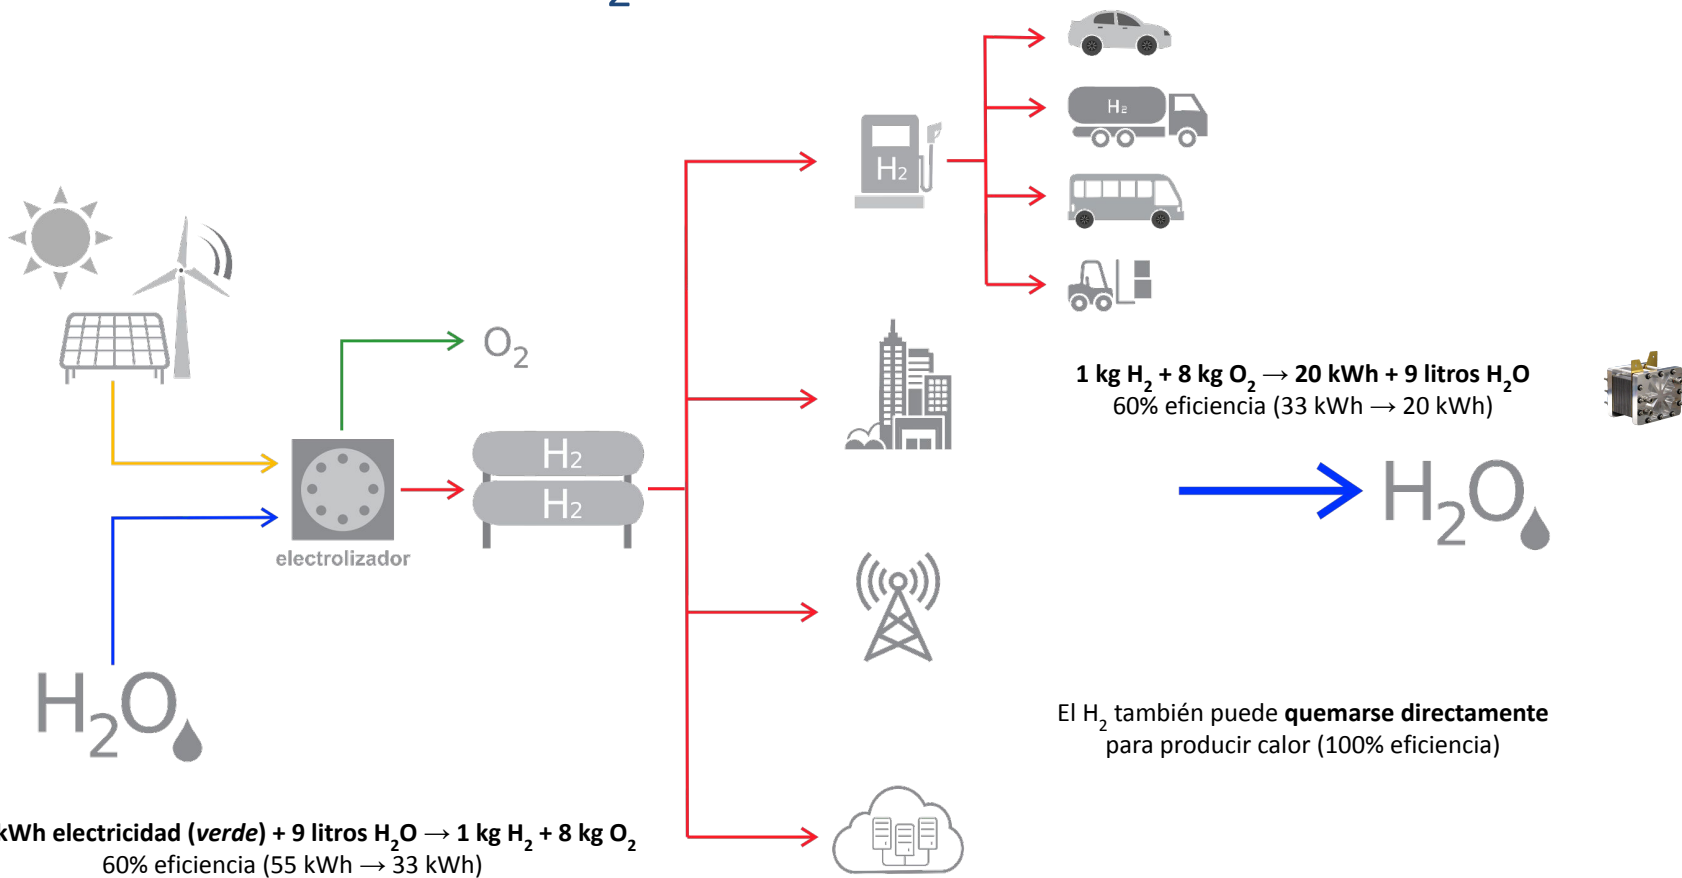 2
H2
H2
O2
1 kg H2 + 8 kg O2 → 20 kWh + 9 litros H2O
60% eficiencia (33 kWh → 20 kWh)
H2
H2
H2O
electrolizador
H2O
El H2 también puede quemarse directamente
para producir calor (100% eficiencia)
kWh electricidad (verde) + 9 litros H2O → 1 kg H2 + 8 kg O2
60% eficiencia (55 kWh → 33 kWh)